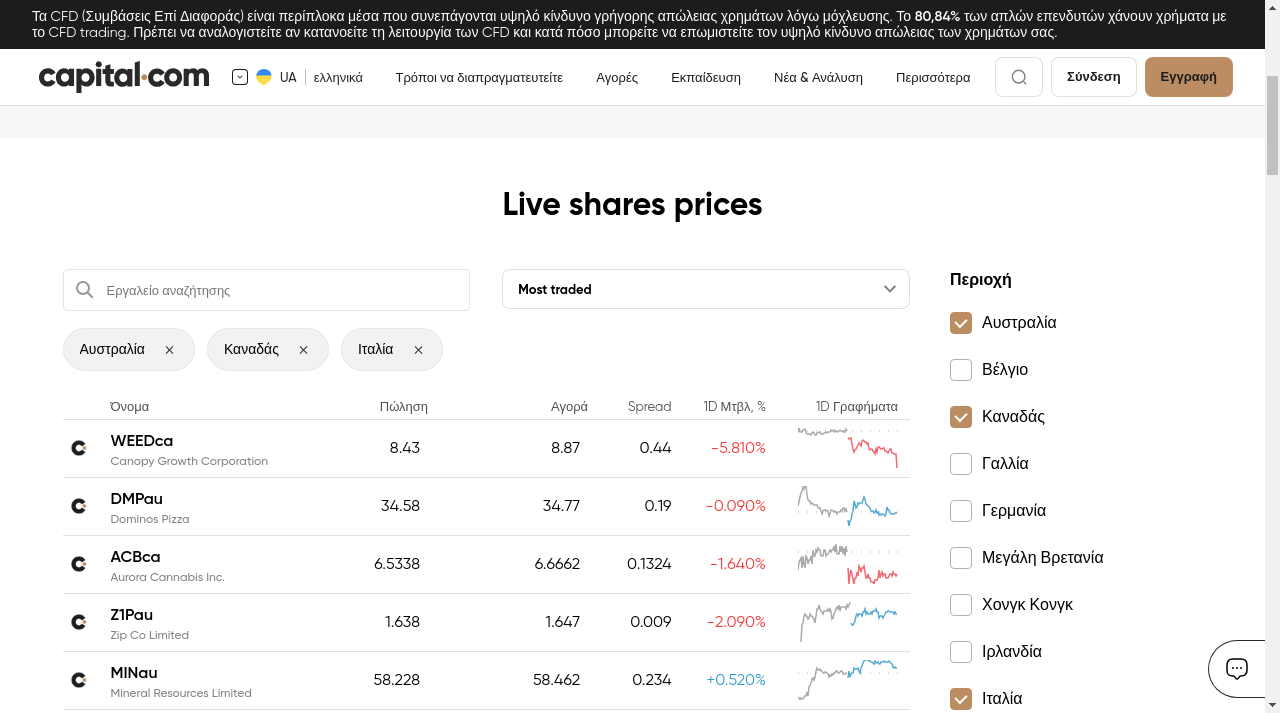 Τα CFD (Συμβάσεις Επί Διαφοράς) είναι περίπλοκα μέσα που συνεπάγονται υψηλό κίνδυνο γρήγορης απώλειας χρημάτων λόγω μόχλευσης. Το 80,84% των απλών επενδυτών χάνουν χρήματα με
το CFD trading. Πρέπει να αναλογιστείτε αν κατανοείτε τη λειτουργία των CFD και κατά πόσο μπορείτε να επωμιστείτε τον υψηλό κίνδυνο απώλειας των χρημάτων σας.
capital.com UA ελληνικά Τρόποι να διαπραγματευτείτε Αγορές Εκπαίδευση Νέα & Ανάλυση Περισσότερα Σύνδεση Εγγραφή
Live shares prices
Εργαλείο αναζήτησης Most traded
Αυστραλία Καναδάς Ιταλία
Όνομα Πώληση Αγορά Spread 1D Μτβλ, % 1D Γραφήματα
WEEDca 8.43 8.87 0.44 -5.810%
Canopy Growth Corporation
DMPau 34.58 34.77 0.19 -0.090%
Dominos Pizza
ACBca 6.5338 6.6662 0.1324 -1.640%
Aurora Cannabis Inc.
Z1Pau 1.638 1.647 0.009 -2.090%
Zip Co Limited
MINau 58.228 58.462 0.234 +0.520%
Mineral Resources Limited
Περιοχή
Αυστραλία
Βέλγιο
Καναδάς
Γαλλία
Γερμανία
Μεγάλη Βρετανία
Χονγκ Κονγκ
Ιρλανδία
Ιταλία